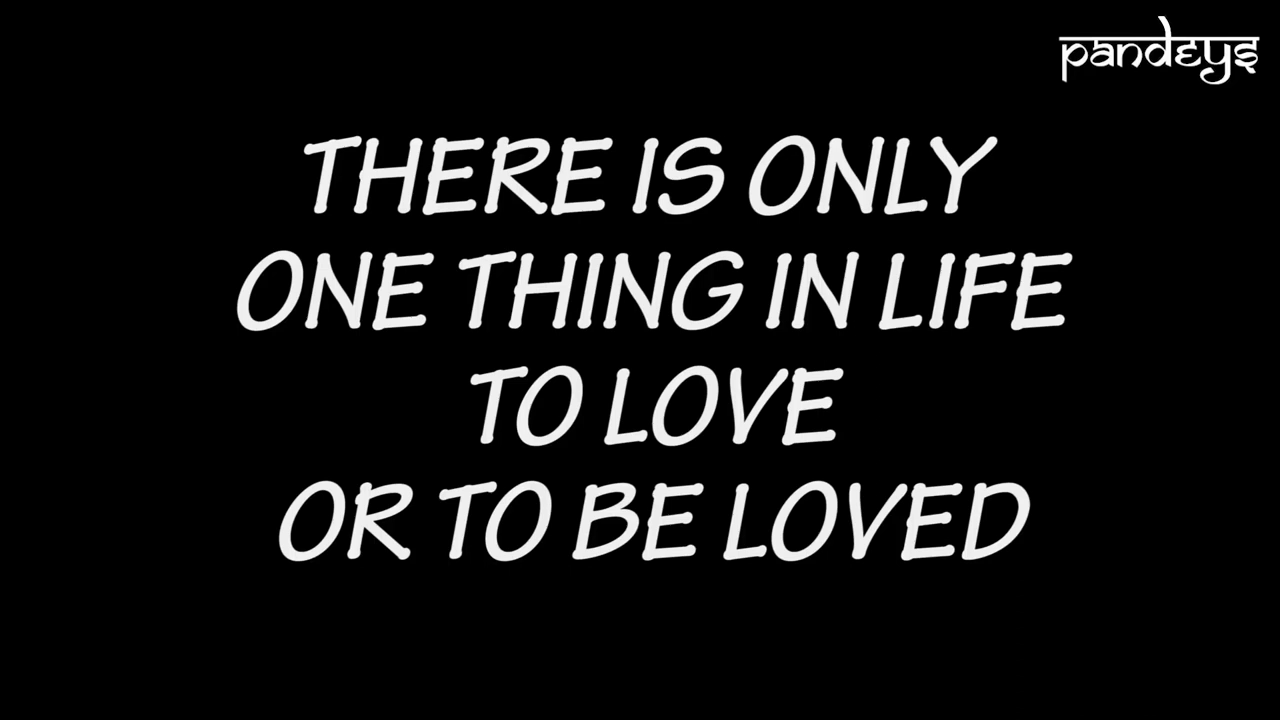 PANDEYS
THERE IS ONLY
ONE THING IN LIFE
TO LOVE
OR TO BE LOVED